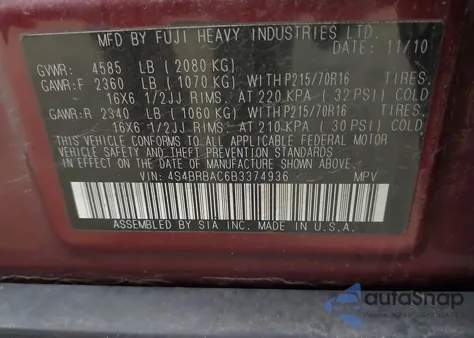 MFD BY FUJI HEAVY INDUSTRIES LTD.
DATE: 11/10
GVWR: 4585 LB (2080 KG)
GAWR:F 2360 LB (1070 KG) WITH P215/70R16 TIRES.
16X6 1/2JJ RIMS. AT 220 KPA (32 PSI) COLD
GAWR:R 2340 LB (1060 KG) WITH P215/70R16 TIRES.
16X6 1/2JJ RIMS. AT 210 KPA (30 PSI) COLD
THIS VEHICLE CONFORMS TO ALL APPLICABLE FEDERAL MOTOR
VEHICLE SAFETY AND BUMPER STANDARDS
IN EFFECT ON THE DATE OF MANUFACTURE SHOWN ABOVE.
VIN: 4S4BRBAC6B3374936 MPV
ASSEMBLED BY SIA INC. MADE IN U.S.A.
autoSnap